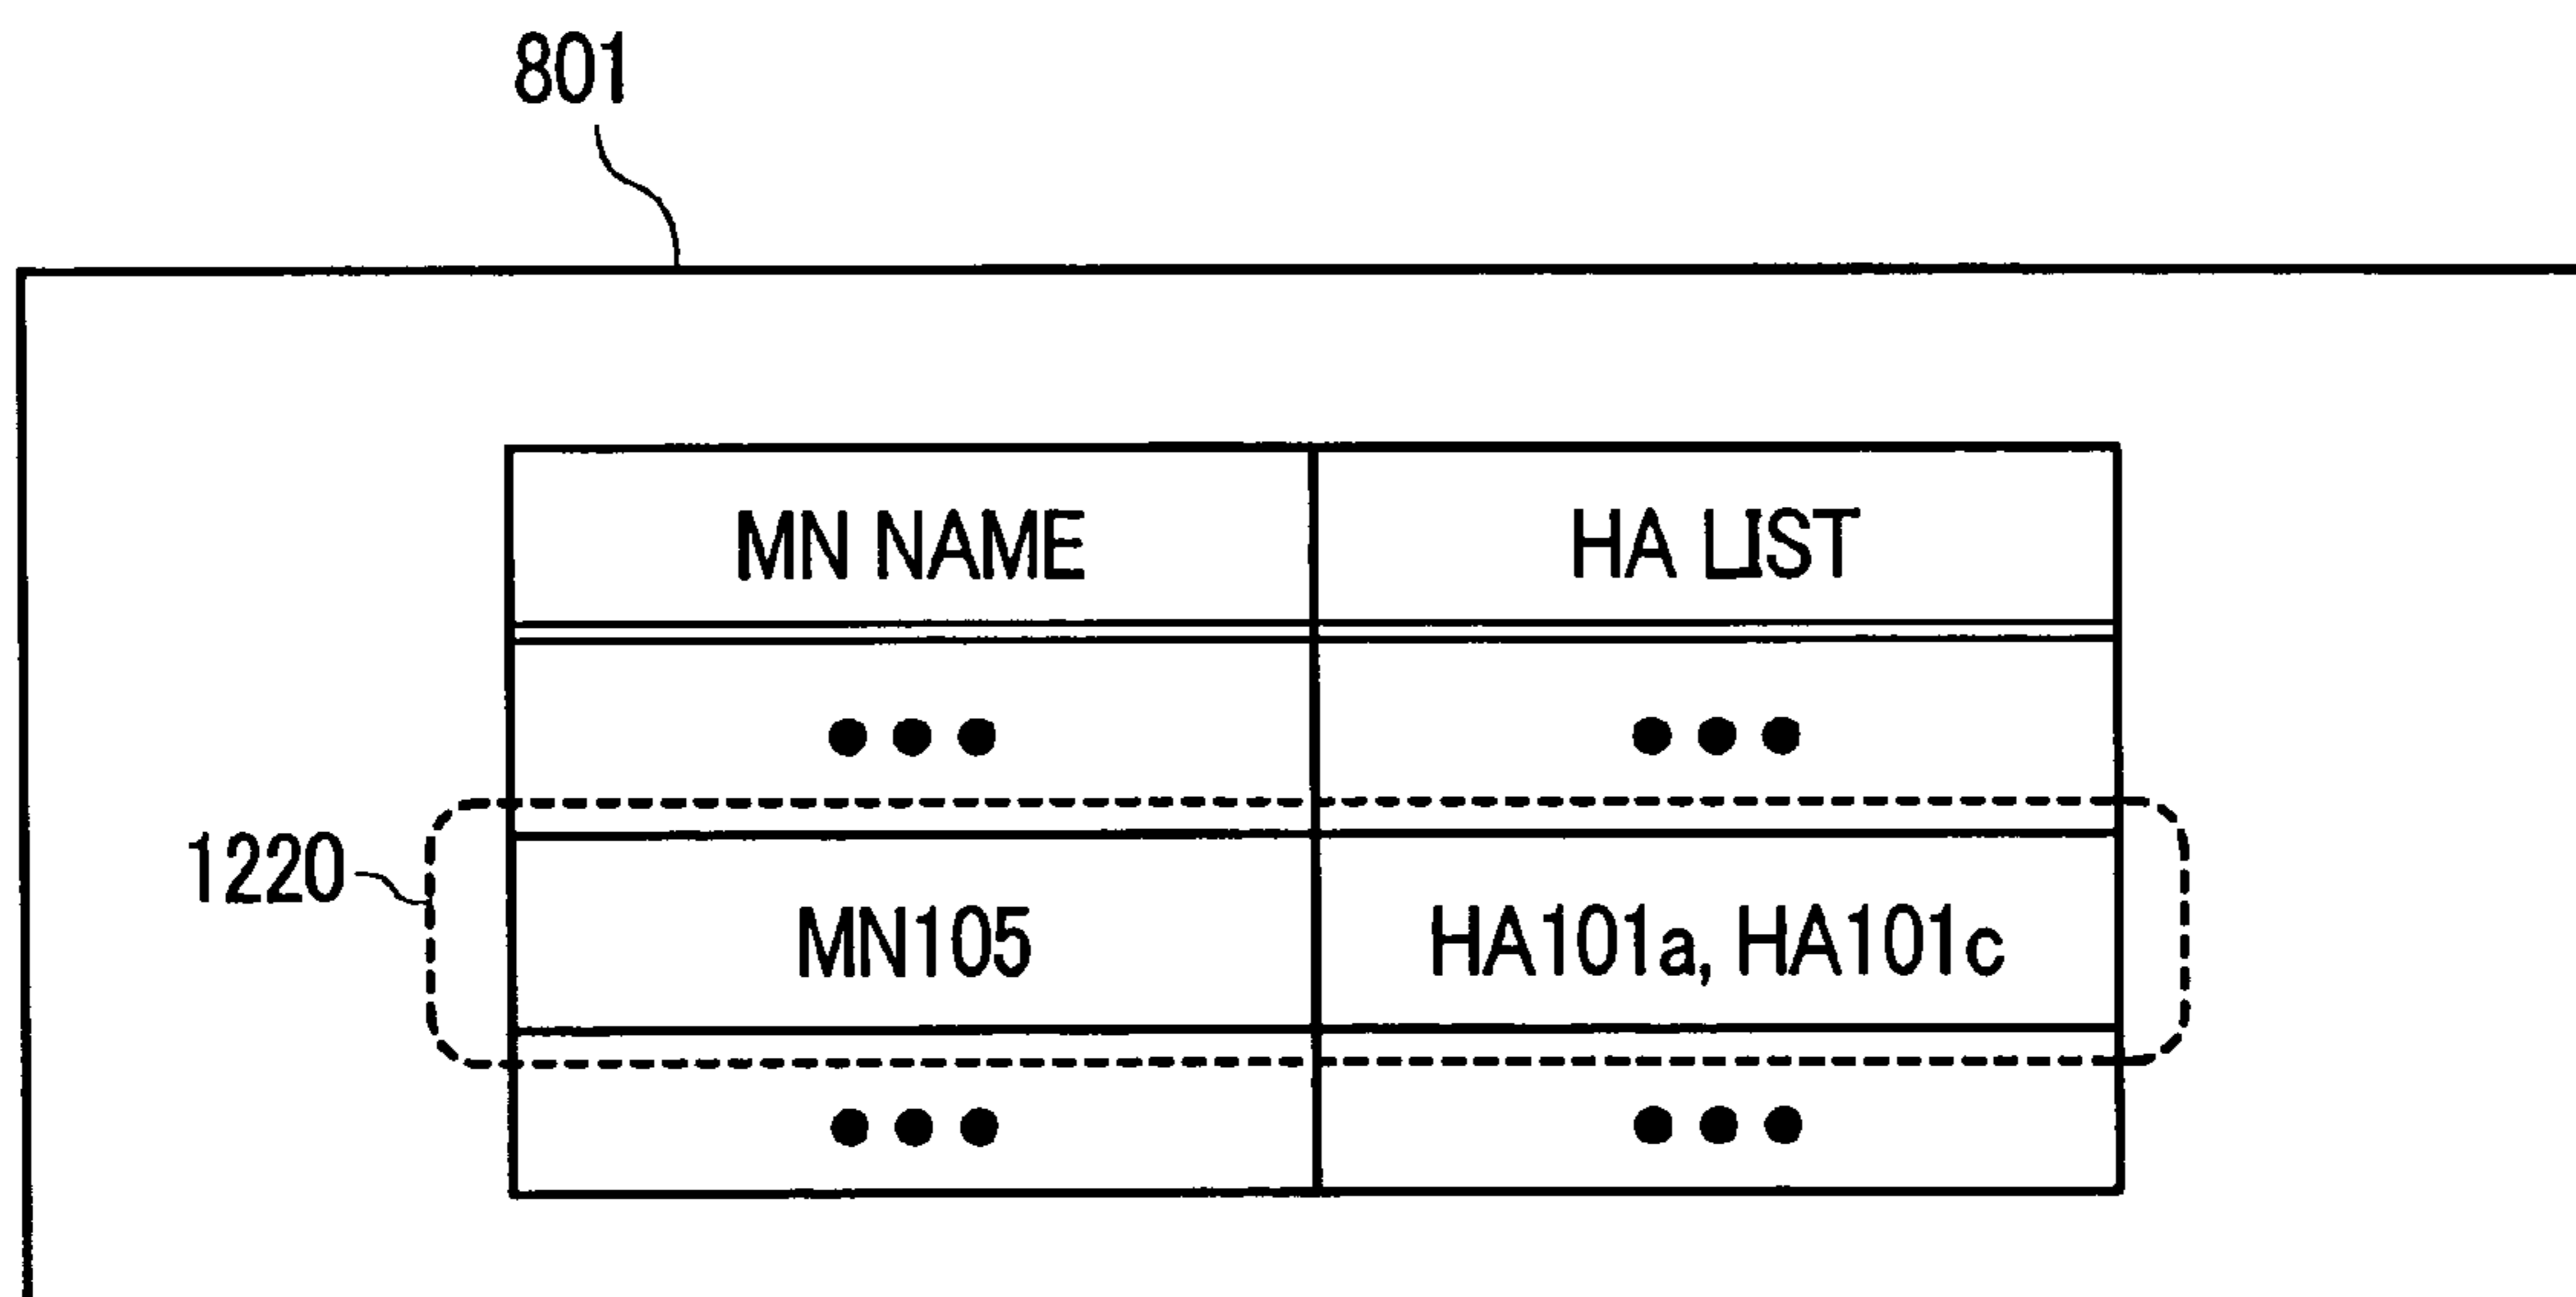 801
MN NAME HA LIST
••• •••
1220 MN105 HA101a, HA101c
••• •••